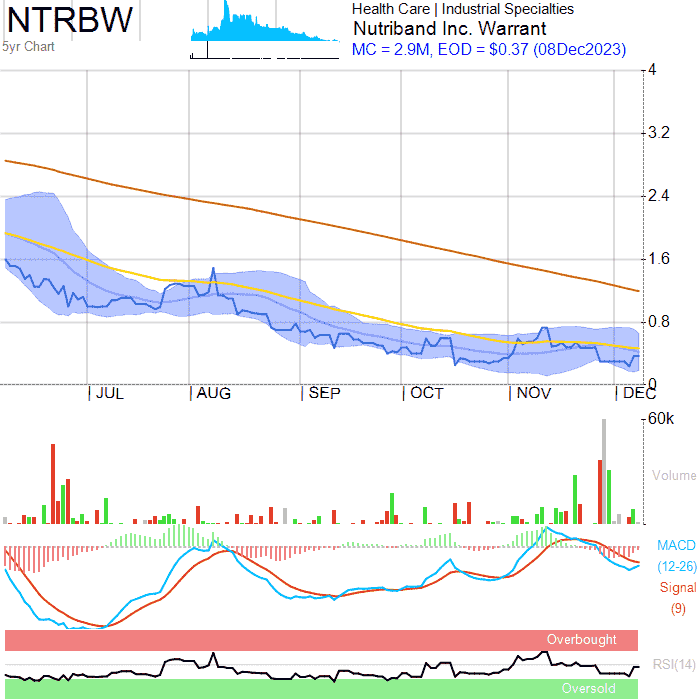 NTRBW
5yr Chart
Health Care | Industrial Specialties
Nutriband Inc. Warrant
MC = 2.9M, EOD = $0.37 (08Dec2023)
4
3.2
2.4
1.6
0.8
0
JUL AUG SEP OCT NOV DEC
60k
Volume
MACD
(12-26)
Signal
(9)
Overbought
RSI(14)
Oversold